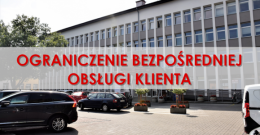 OGRANICZENIE BEZPOŚREDNIEJ
OBSŁUGI KLIENTA